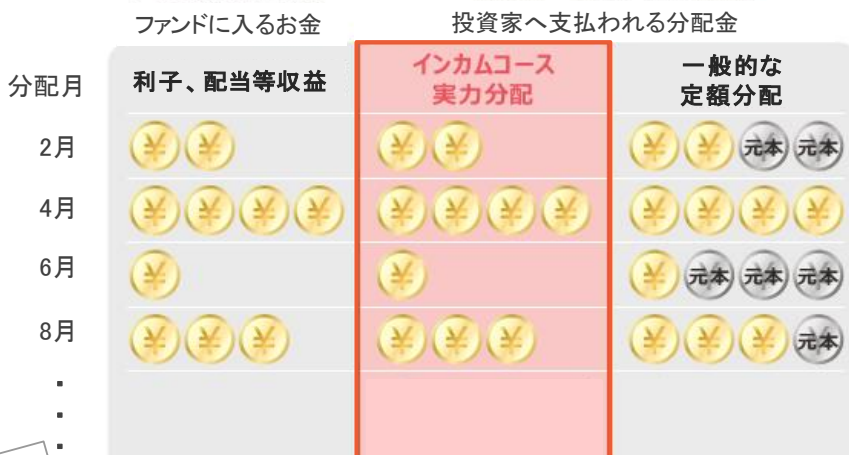 ファンドに入るお金 投資家へ支払われる分配金
分配月 利子、配当等収益 インカムコース 実力分配 一般的な 定額分配
2月 ¥ ¥ ¥ ¥ ¥ ¥ 元本 元本
4月 ¥ ¥ ¥ ¥ ¥ ¥ ¥ ¥ ¥ ¥ ¥ ¥
6月 ¥ ¥ ¥ 元本 元本 元本
8月 ¥ ¥ ¥ ¥ ¥ ¥ ¥ ¥ ¥ 元本